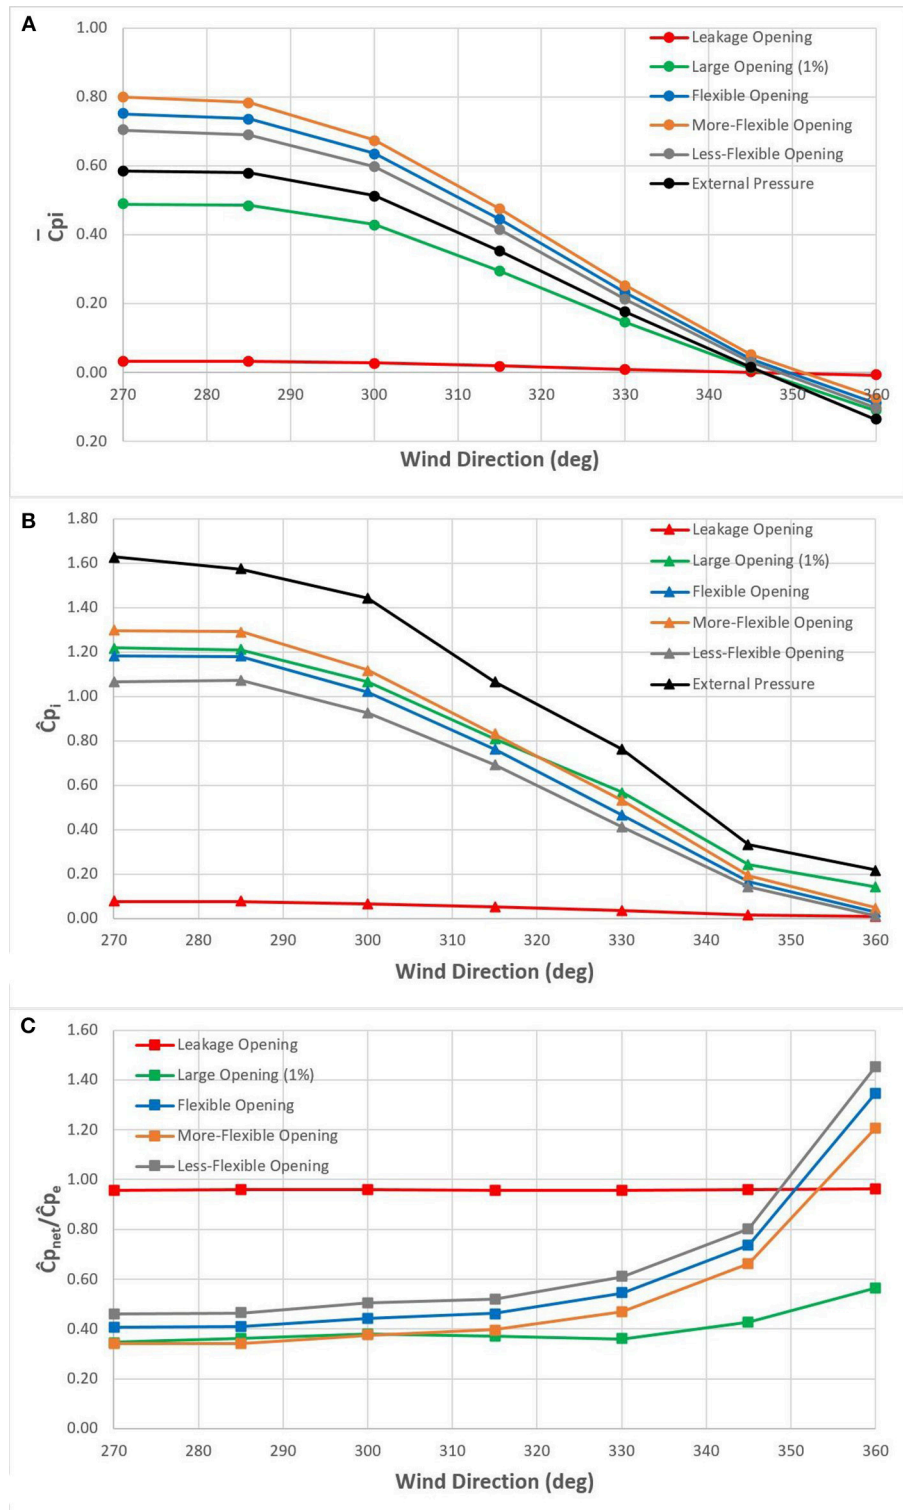 A
1.00
0.80
0.60
0.40
0.20
0.00
0.20
C̅pi
270 280 290 300 310 320 330 340 350 360
Wind Direction (deg)
Leakage Opening
Large Opening (1%)
Flexible Opening
More-Flexible Opening
Less-Flexible Opening
External Pressure
B
1.80
1.60
1.40
1.20
1.00
0.80
0.60
0.40
0.20
0.00
Ĉpi
270 280 290 300 310 320 330 340 350 360
Wind Direction (deg)
Leakage Opening
Large Opening (1%)
Flexible Opening
More-Flexible Opening
Less-Flexible Opening
External Pressure
C
1.60
1.40
1.20
1.00
0.80
0.60
0.40
0.20
0.00
Ĉpnet/Ĉpe
270 280 290 300 310 320 330 340 350 360
Wind Direction (deg)
Leakage Opening
Large Opening (1%)
Flexible Opening
More-Flexible Opening
Less-Flexible Opening